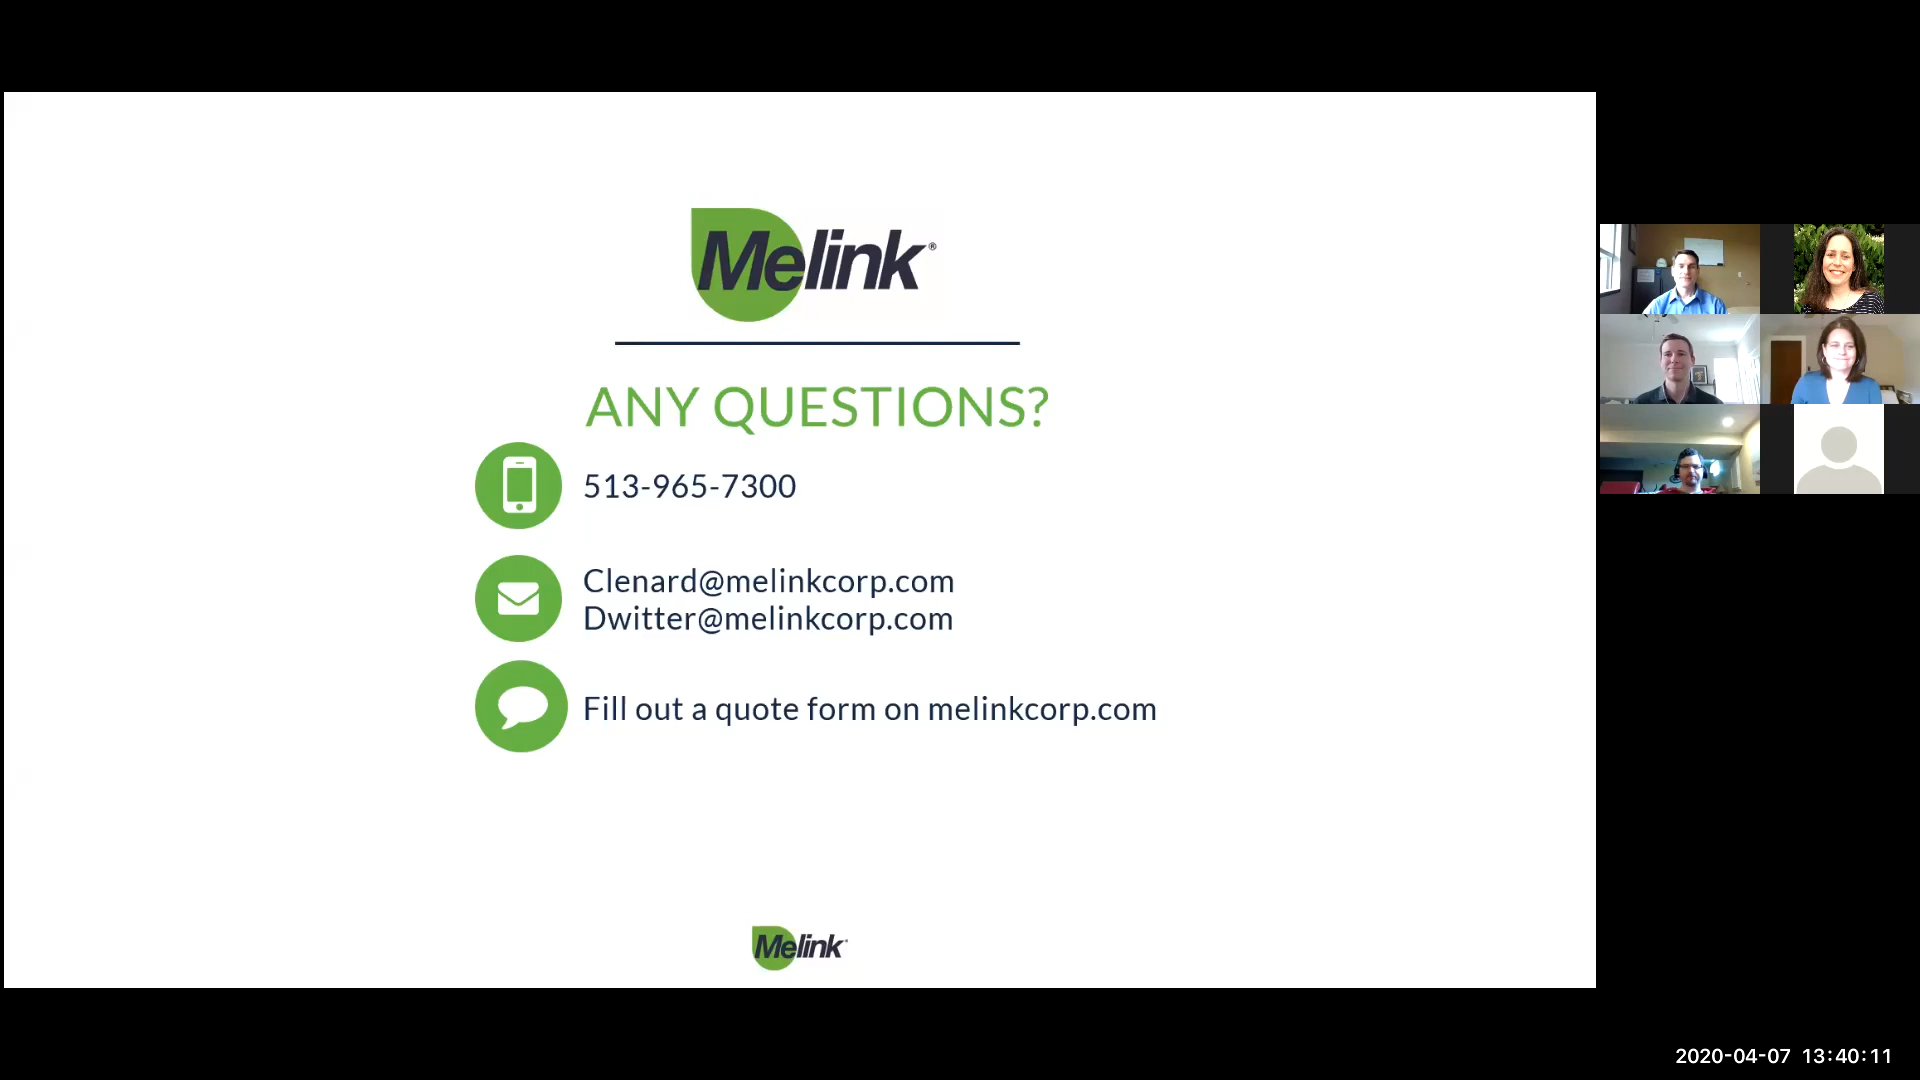 Melink®
ANY QUESTIONS?
513-965-7300
Clenard@melinkcorp.com
Dwitter@melinkcorp.com
Fill out a quote form on melinkcorp.com
Melink
2020-04-07 13:40:11